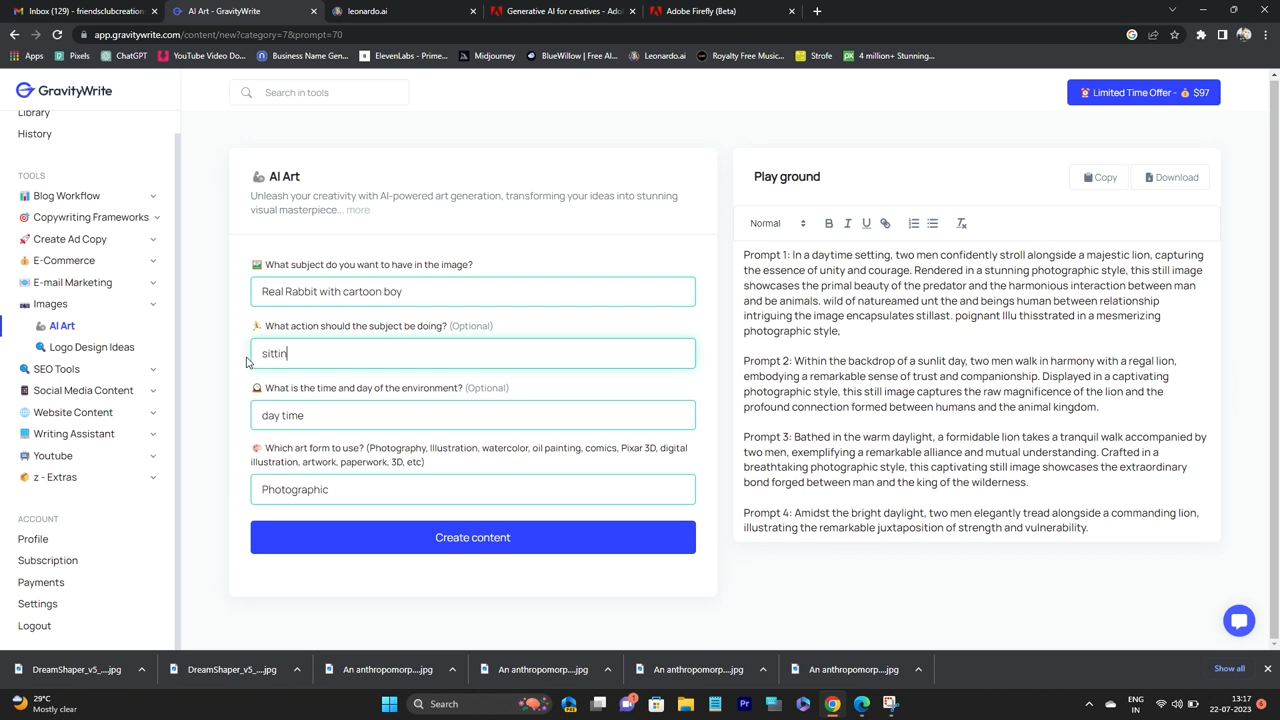 Inbox (129) - friendsclubcreation
AI Art - GravityWrite
leonardo.ai
Generative AI for creatives - Ado
Adobe Firefly (Beta)
app.gravitywrite.com/content/new?category=7&prompt=70
Apps
Pixels
ChatGPT
YouTube Video Do...
Business Name Gen...
ElevenLabs - Prime...
Midjourney
BlueWillow | Free AI...
Leonardo.ai
Royalty Free Music...
Strofe
4 million+ Stunning...
GravityWrite
Search in tools
Limited Time Offer - 💰 $97
Library
History
TOOLS
Blog Workflow
Copywriting Frameworks
Create Ad Copy
E-Commerce
E-mail Marketing
Images
AI Art
Logo Design Ideas
SEO Tools
Social Media Content
Website Content
Writing Assistant
Youtube
z - Extras
ACCOUNT
Profile
Subscription
Payments
Settings
Logout
AI Art
Unleash your creativity with AI-powered art generation, transforming your ideas into stunning
visual masterpiece... more
What subject do you want to have in the image?
Real Rabbit with cartoon boy
What action should the subject be doing? (Optional)
sittin
What is the time and day of the environment? (Optional)
day time
Which art form to use? (Photography, Illustration, watercolor, oil painting, comics, Pixar 3D, digital
illustration, artwork, paperwork, 3D, etc)
Photographic
Create content
Play ground
Copy
Download
Normal
Prompt 1: In a daytime setting, two men confidently stroll alongside a majestic lion, capturing
the essence of unity and courage. Rendered in a stunning photographic style, this still image
showcases the primal beauty of the predator and the harmonious interaction between man
and be animals. wild of natureamed unt the and beings human between relationship
intriguing the image encapsulates stillast. poignant lllu thisstrated in a mesmerizing
photographic style,
Prompt 2: Within the backdrop of a sunlit day, two men walk in harmony with a regal lion,
embodying a remarkable sense of trust and companionship. Displayed in a captivating
photographic style, this still image captures the raw magnificence of the lion and the
profound connection formed between humans and the animal kingdom.
Prompt 3: Bathed in the warm daylight, a formidable lion takes a tranquil walk accompanied by
two men, exemplifying a remarkable alliance and mutual understanding. Crafted in a
breathtaking photographic style, this captivating still image showcases the extraordinary
bond forged between man and the king of the wilderness.
Prompt 4: Amidst the bright daylight, two men elegantly tread alongside a commanding lion,
illustrating the remarkable juxtaposition of strength and vulnerability.
DreamShaper_v5_....jpg
DreamShaper_v5_....jpg
An anthropomorp....jpg
An anthropomorp....jpg
An anthropomorp....jpg
An anthropomorp....jpg
Show all
29°C
Mostly clear
Search
ENG
IN
13:17
22-07-2023